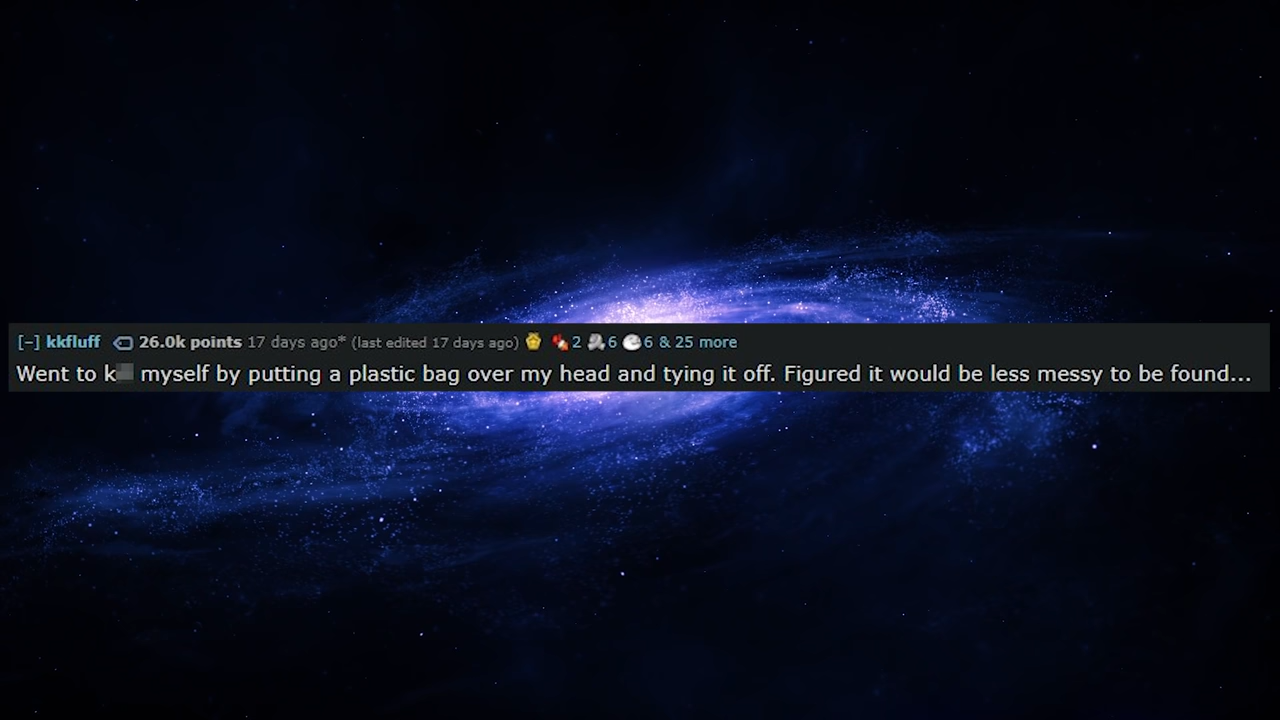 [–] kkfluff 26.0k points 17 days ago* (last edited 17 days ago) 2 6 6 & 25 more
Went to k myself by putting a plastic bag over my head and tying it off. Figured it would be less messy to be found...